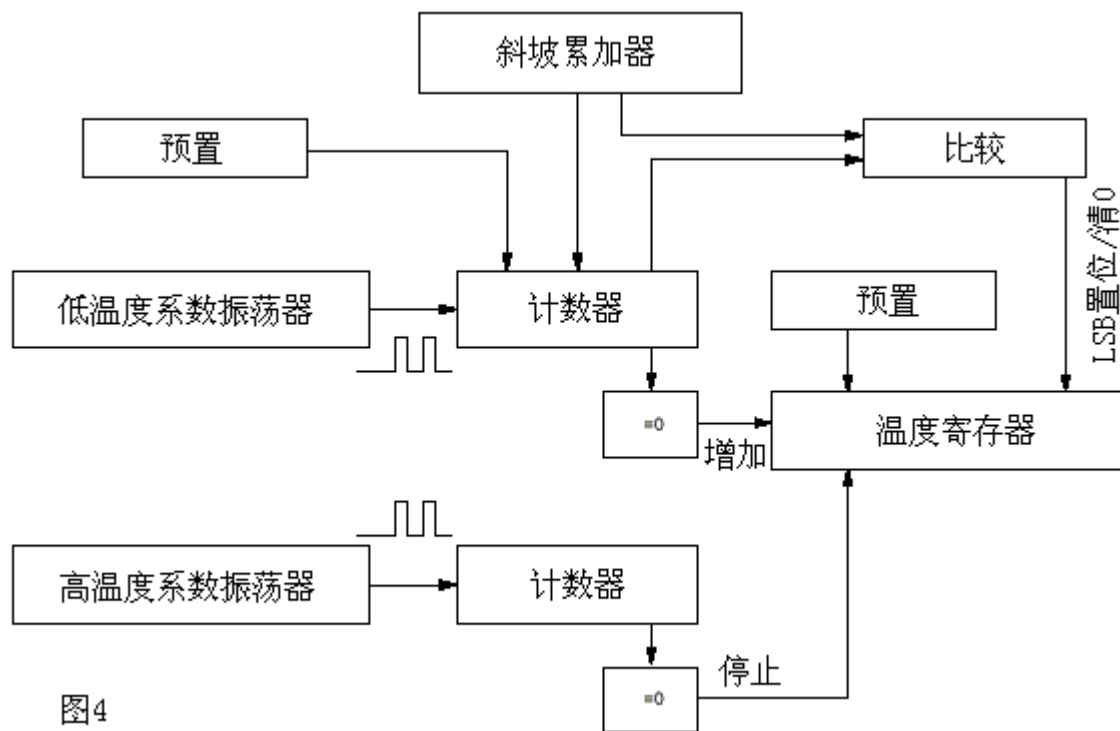 斜坡累加器
预置
比较
LSB置位/清0
低温度系数振荡器
计数器
预置
=0
增加
温度寄存器
高温度系数振荡器
计数器
=0
停止
图4